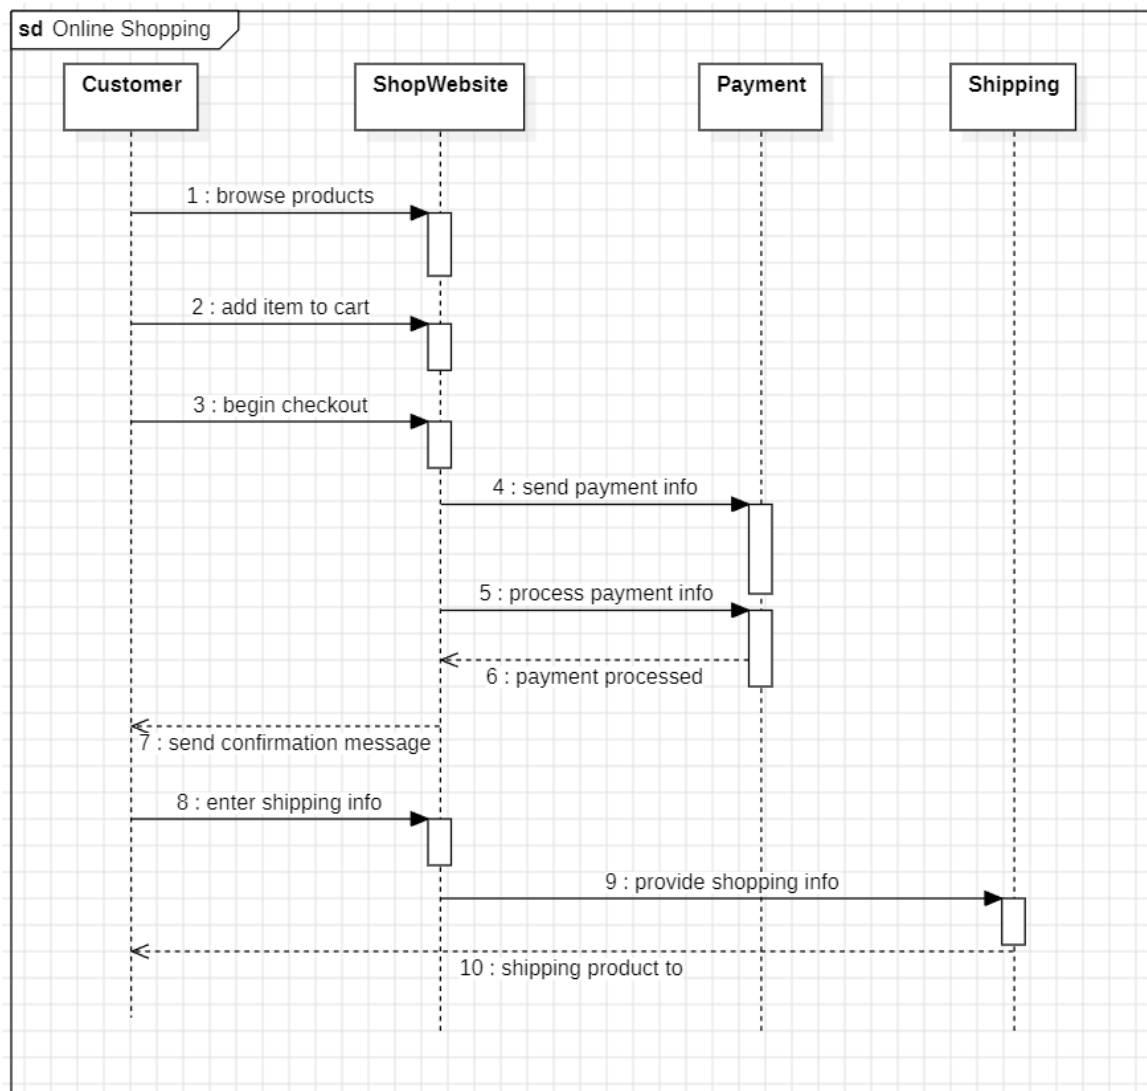 sd Online Shopping
Customer
ShopWebsite
Payment
Shipping
1 : browse products
2 : add item to cart
3 : begin checkout
4 : send payment info
5 : process payment info
6 : payment processed
7 : send confirmation message
8 : enter shipping info
9 : provide shopping info
10 : shipping product to